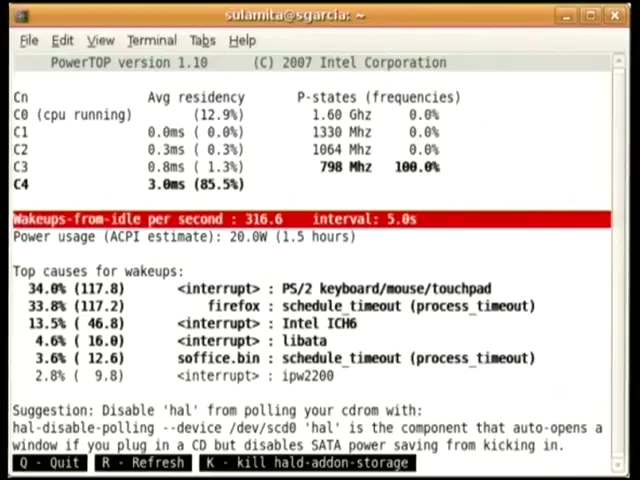 sulamita@sgarcia: ~
File Edit View Terminal Tabs Help
PowerTOP version 1.10 (C) 2007 Intel Corporation
Cn Avg residency P-states (frequencies)
C0 (cpu running) (12.9%) 1.60 Ghz 0.0%
C1 0.0ms ( 0.0%) 1330 Mhz 0.0%
C2 0.3ms ( 0.3%) 1064 Mhz 0.0%
C3 0.8ms ( 1.3%) 798 Mhz 100.0%
C4 3.0ms (85.5%)
Wakeups-from-idle per second : 316.6 interval: 5.0s
Power usage (ACPI estimate): 20.0W (1.5 hours)
Top causes for wakeups:
34.0% (117.8) <interrupt> : PS/2 keyboard/mouse/touchpad
33.8% (117.2) firefox : schedule_timeout (process_timeout)
13.5% ( 46.8) <interrupt> : Intel ICH6
4.6% ( 16.0) <interrupt> : libata
3.6% ( 12.6) soffice.bin : schedule_timeout (process_timeout)
2.8% ( 9.8) <interrupt> : ipw2200
Suggestion: Disable 'hal' from polling your cdrom with:
hal-disable-polling --device /dev/scd0 'hal' is the component that auto-opens a
window if you plug in a CD but disables SATA power saving from kicking in.
Q - Quit R - Refresh K - kill hald-addon-storage